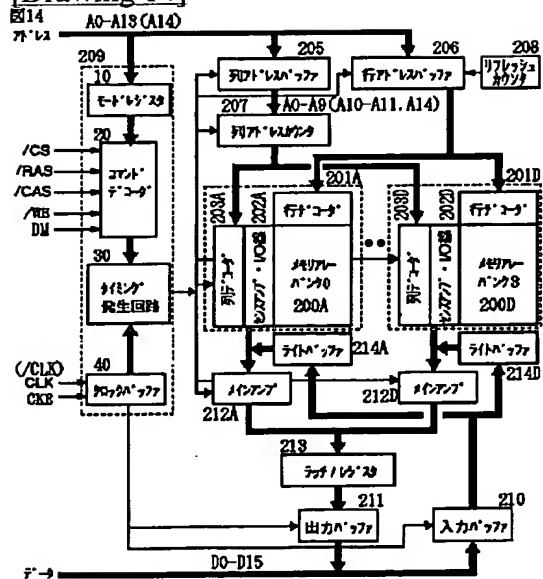 [Drawing 14]
図14
アドレス A0-A13(A14)
209
10
モードレジスタ
20
コマンド
デコーダ
/CS
/RAS
/CAS
/WE
DM
30
タイミング
発生回路
(/CLK)
40
CLK
CKE
クロックバッファ
205
列アドレスバッファ
206
行アドレスバッファ
208
リフレッシュ
カウンタ
207
A0-A9(A10-A11, A14)
列アドレスカウンタ
203A
202A
201A
行デコーダ
列デコーダ
センスアンプ・I/O部
メモリアレー
バンク0
200A
203D
202D
201D
行デコーダ
列デコーダ
センスアンプ・I/O部
メモリアレー
バンク3
200D
ライトバッファ
214A
ライトバッファ
214D
メインアンプ
212A
メインアンプ
212D
213
ラッチ/レジスタ
211
出力バッファ
210
入力バッファ
データ
D0-D15